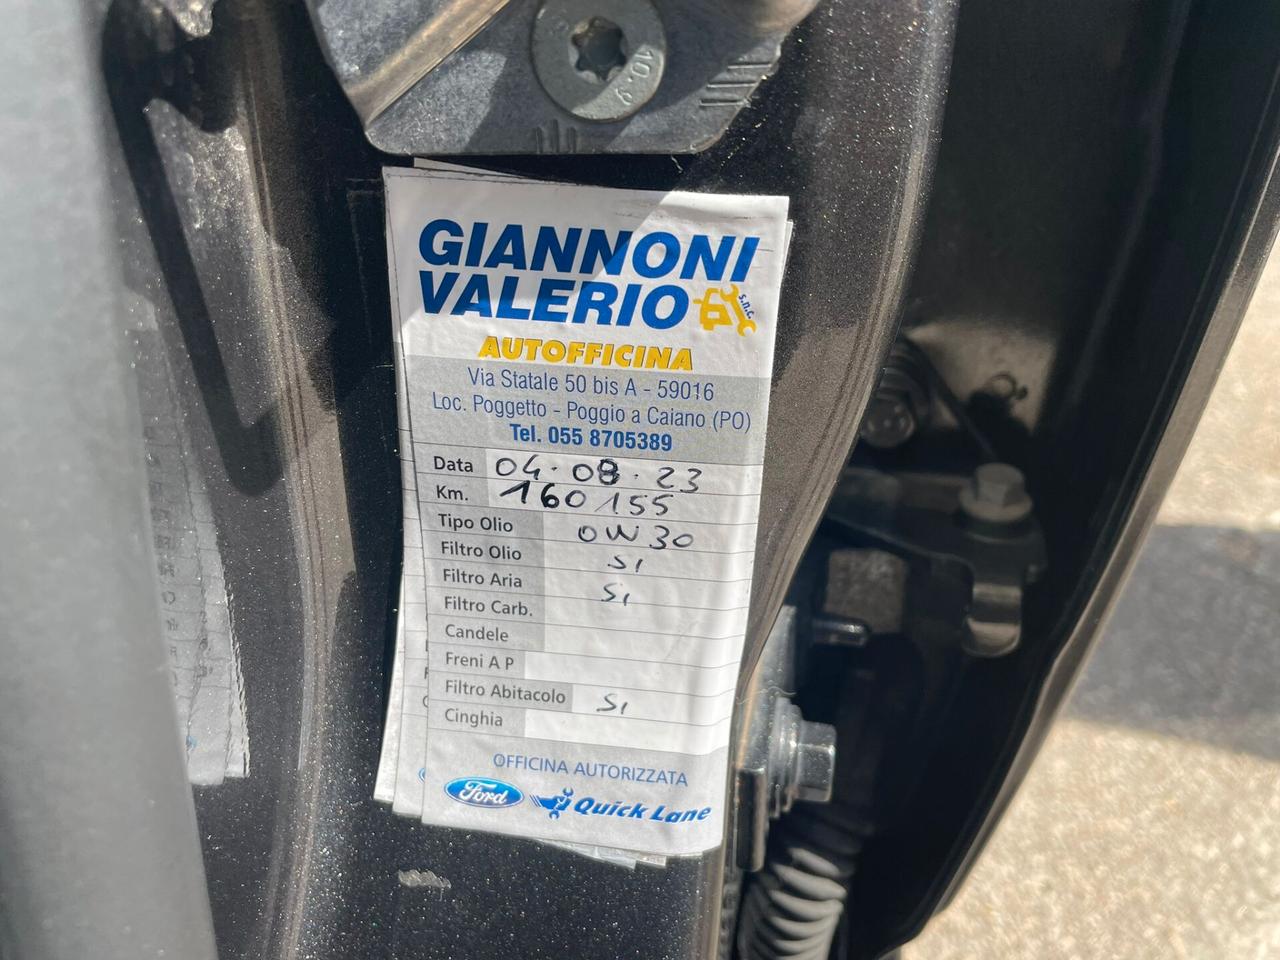 10.9
GIANNONI
VALERIO s.n.c.
AUTOFFICINA
Via Statale 50 bis A - 59016
Loc. Poggetto - Poggio a Caiano (PO)
Tel. 055 8705389
Data 04.08.23
Km. 160155
Tipo Olio 0W30
Filtro Olio SI
Filtro Aria SI
Filtro Carb.
Candele
Freni A P
Filtro Abitacolo SI
Cinghia
OFFICINA AUTORIZZATA
Ford Quick Lane